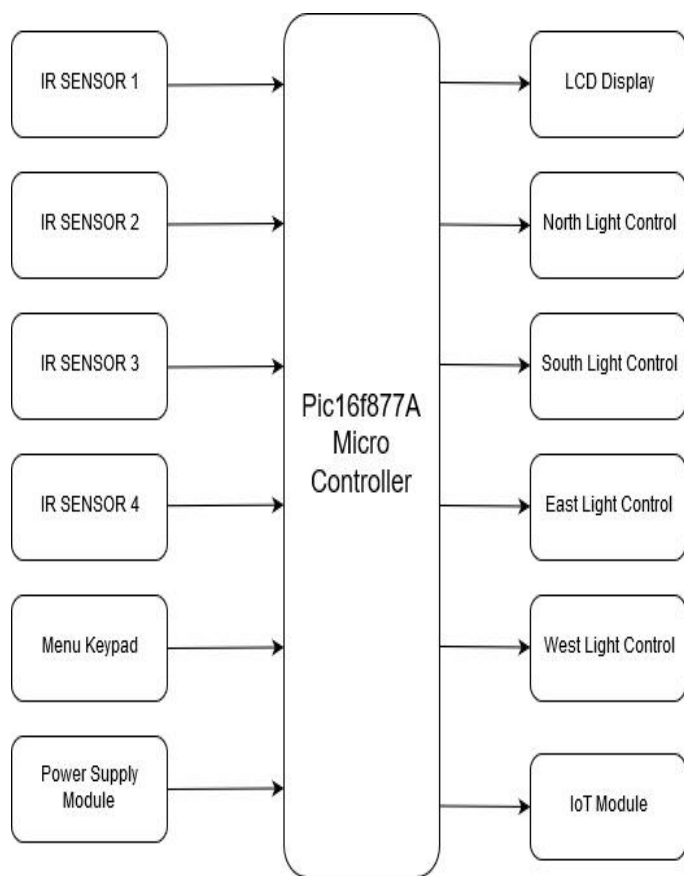 IR SENSOR 1
IR SENSOR 2
IR SENSOR 3
IR SENSOR 4
Menu Keypad
Power Supply
Module
Pic16f877A
Micro
Controller
LCD Display
North Light Control
South Light Control
East Light Control
West Light Control
IoT Module